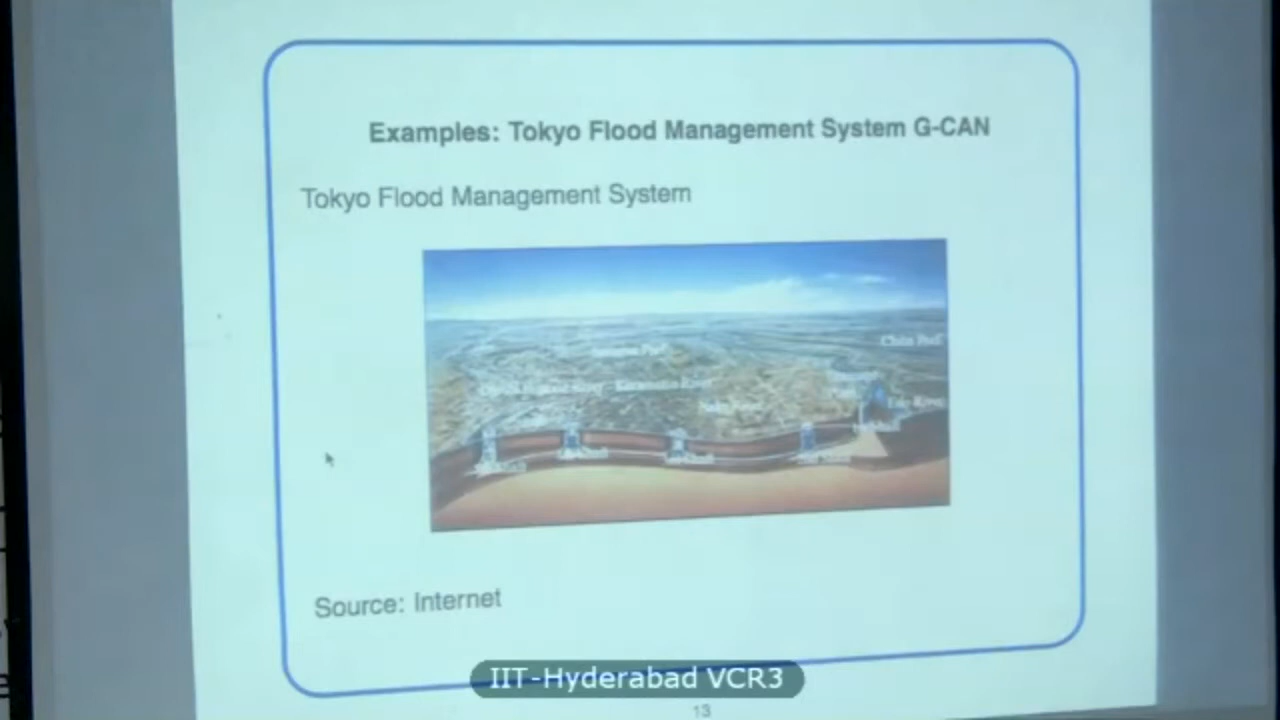 Examples: Tokyo Flood Management System G-CAN
Tokyo Flood Management System
Source: Internet
IIT-Hyderabad VCR3
13